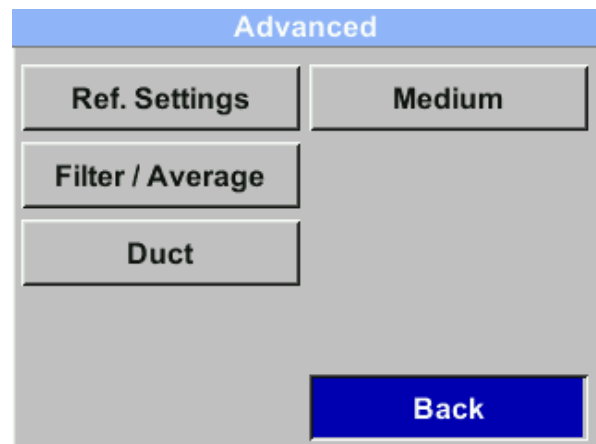 Advanced
Ref. Settings
Medium
Filter / Average
Duct
Back